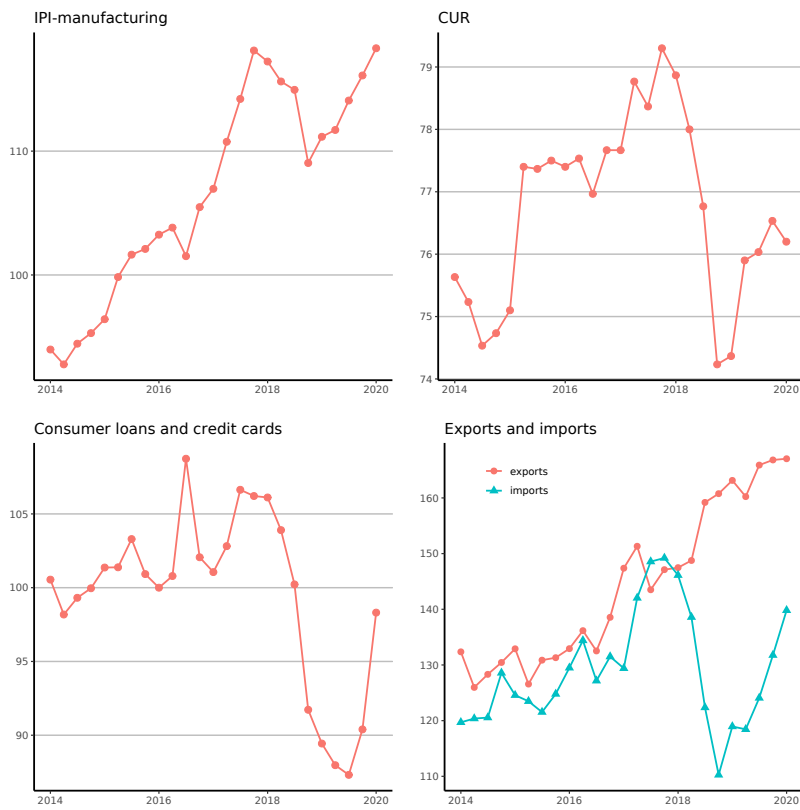 IPI-manufacturing
110
100
2014 2016 2018 2020
CUR
79
78
77
76
75
74
2014 2016 2018 2020
Consumer loans and credit cards
105
100
95
90
2014 2016 2018 2020
Exports and imports
exports
imports
160
150
140
130
120
110
2014 2016 2018 2020